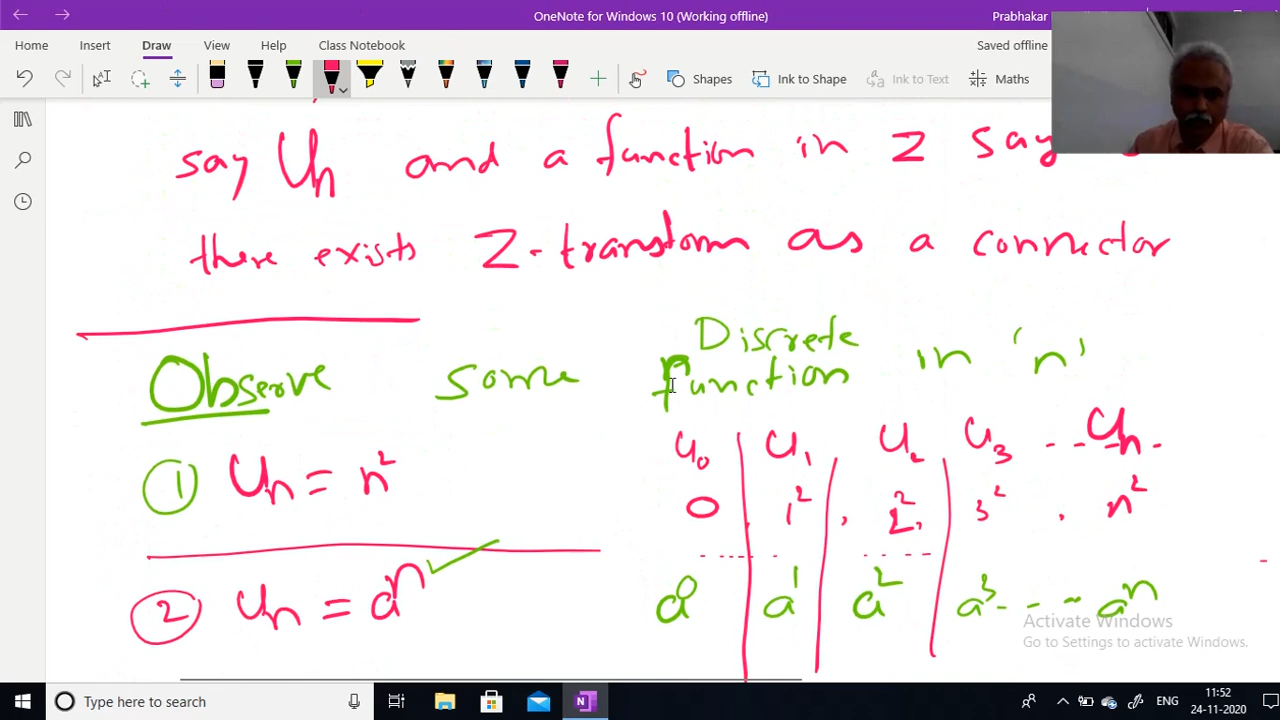 OneNote for Windows 10 (Working offline)
Prabhakar
Home Insert Draw View Help Class Notebook Saved offline
Shapes Ink to Shape Ink to Text Maths
say Un and a function in Z say
there exists Z-transform as a connector
Observe some Discrete function in 'n'
u0 u1 u2 u3 - - Un -
① Un = n²
0, 1², 2², 3² . n²
② Un = aⁿ ✓
a⁰ a¹ a² a³ - - - aⁿ
Activate Windows
Go to Settings to activate Windows.
Type here to search
ENG
11:52
24-11-2020